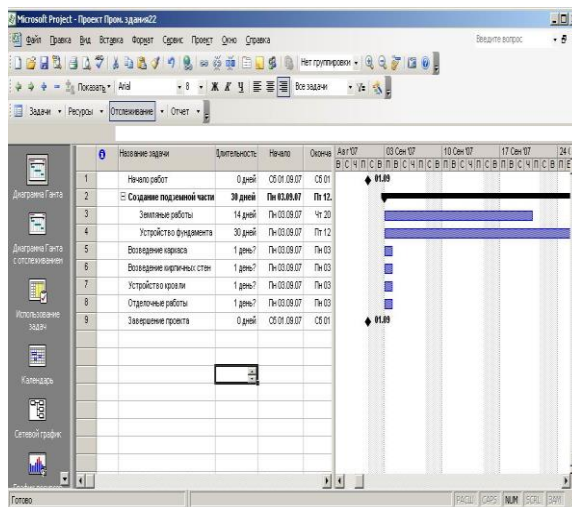 Microsoft Project - Проект Пром. здания22
Файл Правка Вид Вставка Формат Сервис Проект Окно Справка Введите вопрос
Нет группировки
Показать Arial 8 Ж К Ч Все задачи
Задачи Ресурсы Отслеживание Отчет
Название задачи Длительность Начало Оконча Авг '07 03 Сен '07 10 Сен '07 17 Сен '07 24
В С Ч П С В П В С Ч П С В П В С Ч П С В П В С Ч П С В П В
1 Начало работ 0 дней Сб 01.09.07 Сб 01 01.09
2 Создание подземной части 30 дней Пн 03.09.07 Пт 12.
3 Земляные работы 14 дней Пн 03.09.07 Чт 20
4 Устройство фундамента 30 дней Пн 03.09.07 Пт 12
5 Возведение каркаса 1 день? Пн 03.09.07 Пн 03
6 Возведение кирпичных стен 1 день? Пн 03.09.07 Пн 03
7 Устройство кровли 1 день? Пн 03.09.07 Пн 03
8 Отделочные работы 1 день? Пн 03.09.07 Пн 03
9 Завершение проекта 0 дней Сб 01.09.07 Сб 01 01.09
Диаграмма Ганта
Диаграмма Ганта
с отслеживанием
Использование
задач
Календарь
Сетевой график
Готово РАСШ CAPS NUM SCRL ЗАМ